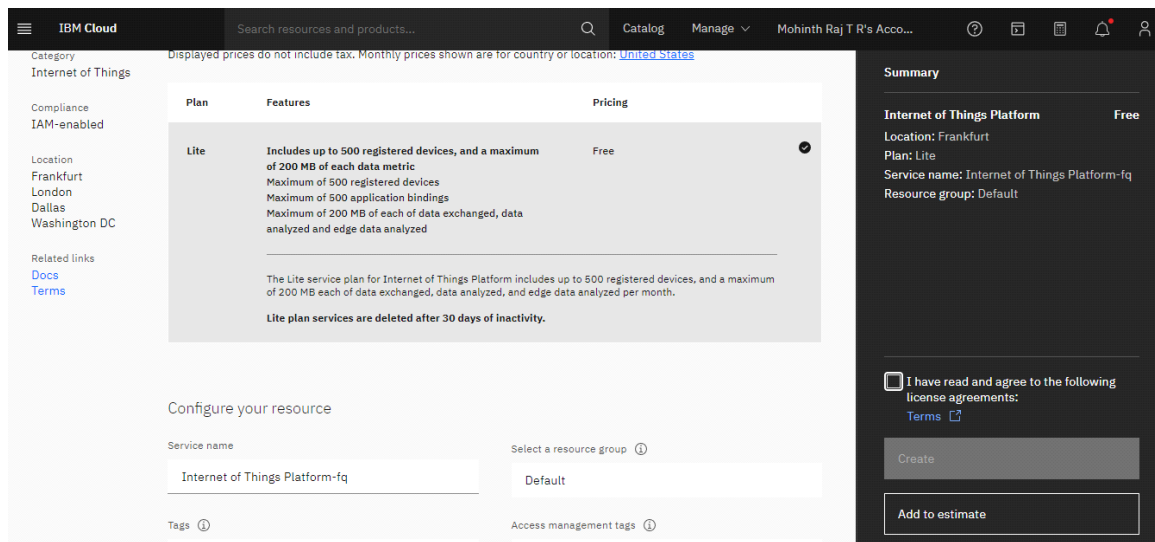 IBM Cloud
Search resources and products...
Catalog
Manage
Mohinth Raj T R's Acco...
Category
Internet of Things
Compliance
IAM-enabled
Location
Frankfurt
London
Dallas
Washington DC
Related links
Docs
Terms
Displayed prices do not include tax. Monthly prices shown are for country or location: United States
Plan
Features
Pricing
Lite
Includes up to 500 registered devices, and a maximum
of 200 MB of each data metric
Maximum of 500 registered devices
Maximum of 500 application bindings
Maximum of 200 MB of each of data exchanged, data
analyzed and edge data analyzed
Free
The Lite service plan for Internet of Things Platform includes up to 500 registered devices, and a maximum
of 200 MB each of data exchanged, data analyzed, and edge data analyzed per month.
Lite plan services are deleted after 30 days of inactivity.
Configure your resource
Service name
Internet of Things Platform-fq
Select a resource group
Default
Tags
Access management tags
Summary
Internet of Things Platform Free
Location: Frankfurt
Plan: Lite
Service name: Internet of Things Platform-fq
Resource group: Default
I have read and agree to the following
license agreements:
Terms
Create
Add to estimate